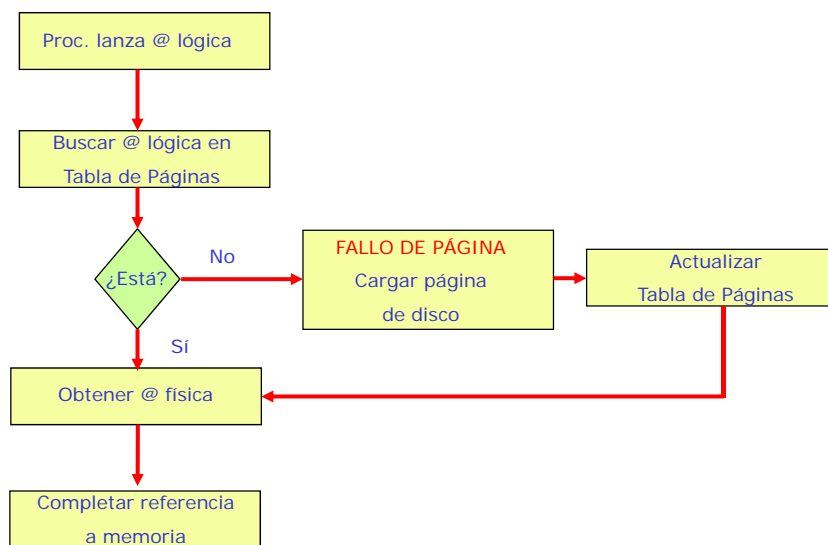 Proc. lanza @ lógica
Buscar @ lógica en
Tabla de Páginas
¿Está?
No
FALLO DE PÁGINA
Cargar página
de disco
Actualizar
Tabla de Páginas
Sí
Obtener @ física
Completar referencia
a memoria